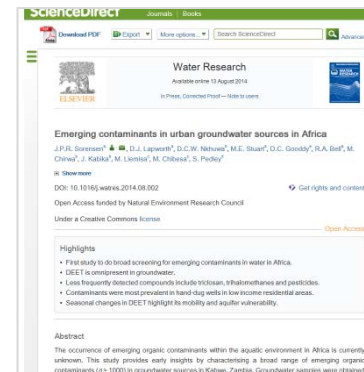 ScienceDirect Journals | Books
Download PDF Export More options... Search ScienceDirect Advanced
ELSEVIER
Water Research
Available online 13 August 2014
In Press, Corrected Proof — Note to users
WATER RESEARCH
Emerging contaminants in urban groundwater sources in Africa
J.P.R. Sorensen, D.J. Lapworth, D.C.W. Nkhuwa, M.E. Stuart, D.C. Gooddy, R.A. Bell, M.
Chirwa, J. Kabika, M. Liemisa, M. Chibesa, S. Pedley
Show more
DOI: 10.1016/j.watres.2014.08.002 Get rights and content
Open Access funded by Natural Environment Research Council
Under a Creative Commons license
Open Access
Highlights
• First study to do broad screening for emerging contaminants in water in Africa.
• DEET is omnipresent in groundwater.
• Less frequently detected compounds include triclosan, trihalomethanes and pesticides.
• Contaminants were most prevalent in hand-dug wells in low income residential areas.
• Seasonal changes in DEET highlight its mobility and aquifer vulnerability.
Abstract
The occurrence of emerging organic contaminants within the aquatic environment in Africa is currently
unknown. This study provides early insights by characterising a broad range of emerging organic
contaminants (n > 1000) in groundwater sources in Kabwe, Zambia. Groundwater samples were obtained